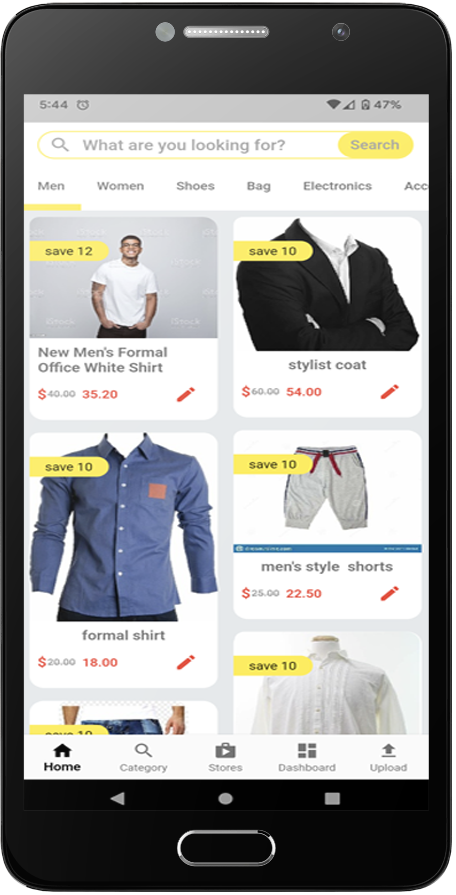 5:44
47%
What are you looking for?
Search
Men
Women
Shoes
Bag
Electronics
Acc
save 12
iStock
iStock
iStock
New Men's Formal
Office White Shirt
$40.00 35.20
save 10
stylist coat
$60.00 54.00
save 10
formal shirt
$20.00 18.00
save 10
men's style shorts
$25.00 22.50
save 10
save 10
Home
Category
Stores
Dashboard
Upload